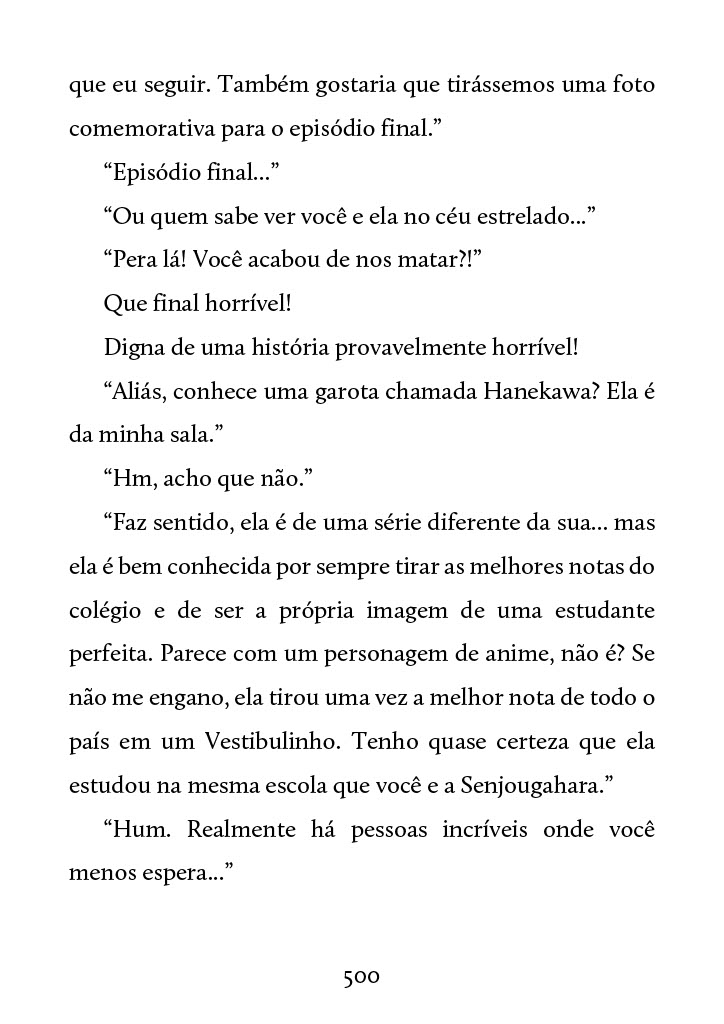 que eu seguir. Também gostaria que tirássemos uma foto
comemorativa para o episódio final.”
“Episódio final...”
“Ou quem sabe ver você e ela no céu estrelado...”
“Pera lá! Você acabou de nos matar?!”
Que final horrível!
Digna de uma história provavelmente horrível!
“Aliás, conhece uma garota chamada Hanekawa? Ela é
da minha sala.”
“Hm, acho que não.”
“Faz sentido, ela é de uma série diferente da sua... mas
ela é bem conhecida por sempre tirar as melhores notas do
colégio e de ser a própria imagem de uma estudante
perfeita. Parece com um personagem de anime, não é? Se
não me engano, ela tirou uma vez a melhor nota de todo o
país em um Vestibulinho. Tenho quase certeza que ela
estudou na mesma escola que você e a Senjougahara.”
“Hum. Realmente há pessoas incríveis onde você
menos espera...”
500